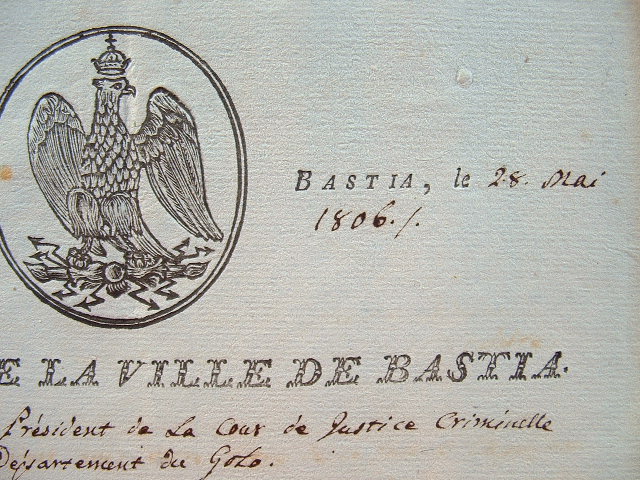 BASTIA, le 28. Mai
1806./.
E LA VILLE DE BASTIA.
Président de La Cour de Justice Criminelle
Département du Golo.